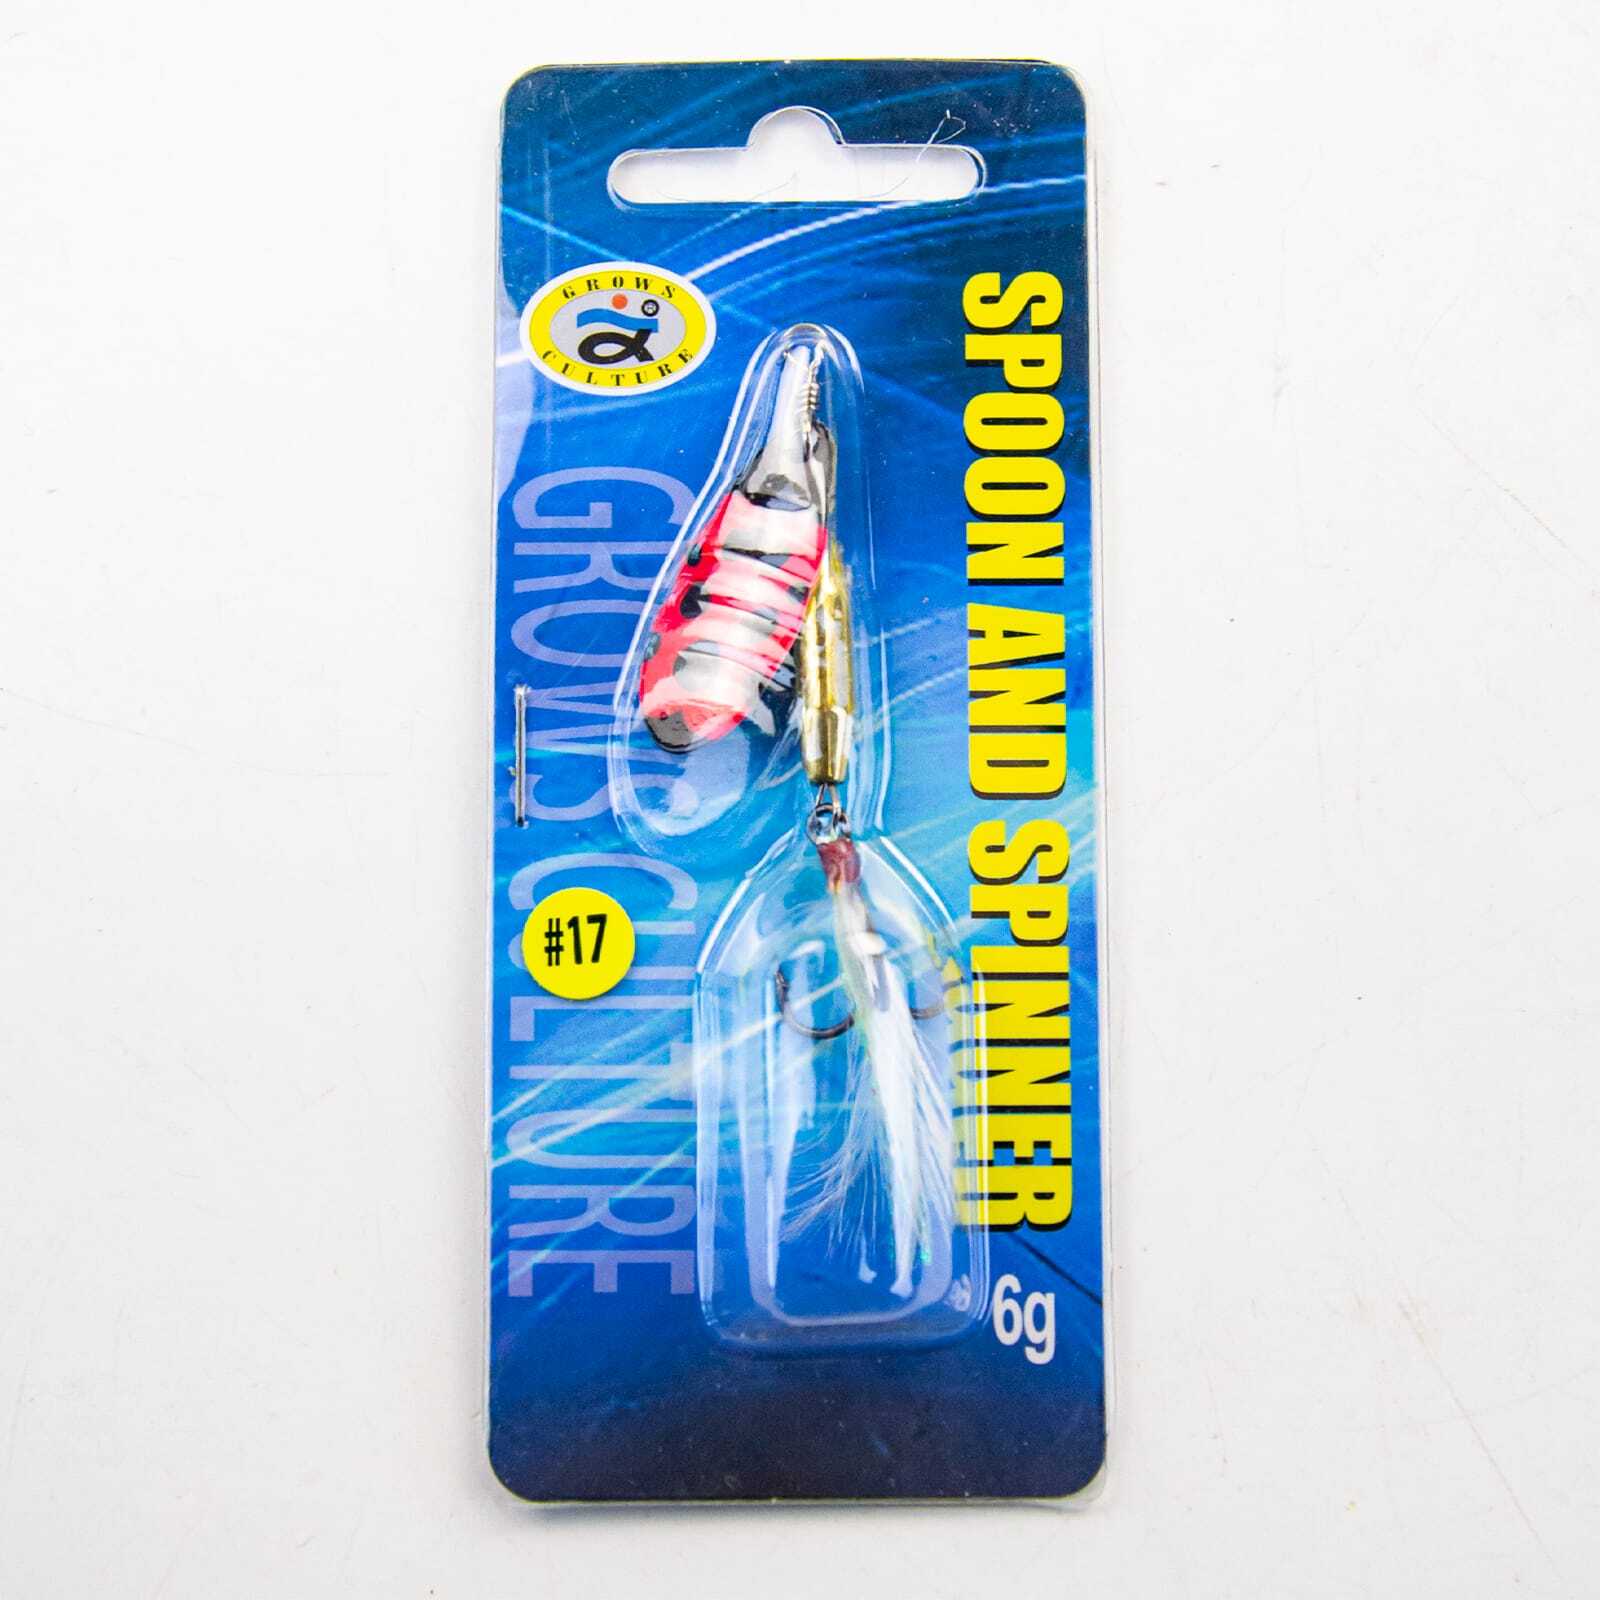 GROWS
CULTURE
SPOON AND SPINNER
GROWS CULTURE
#17
6g